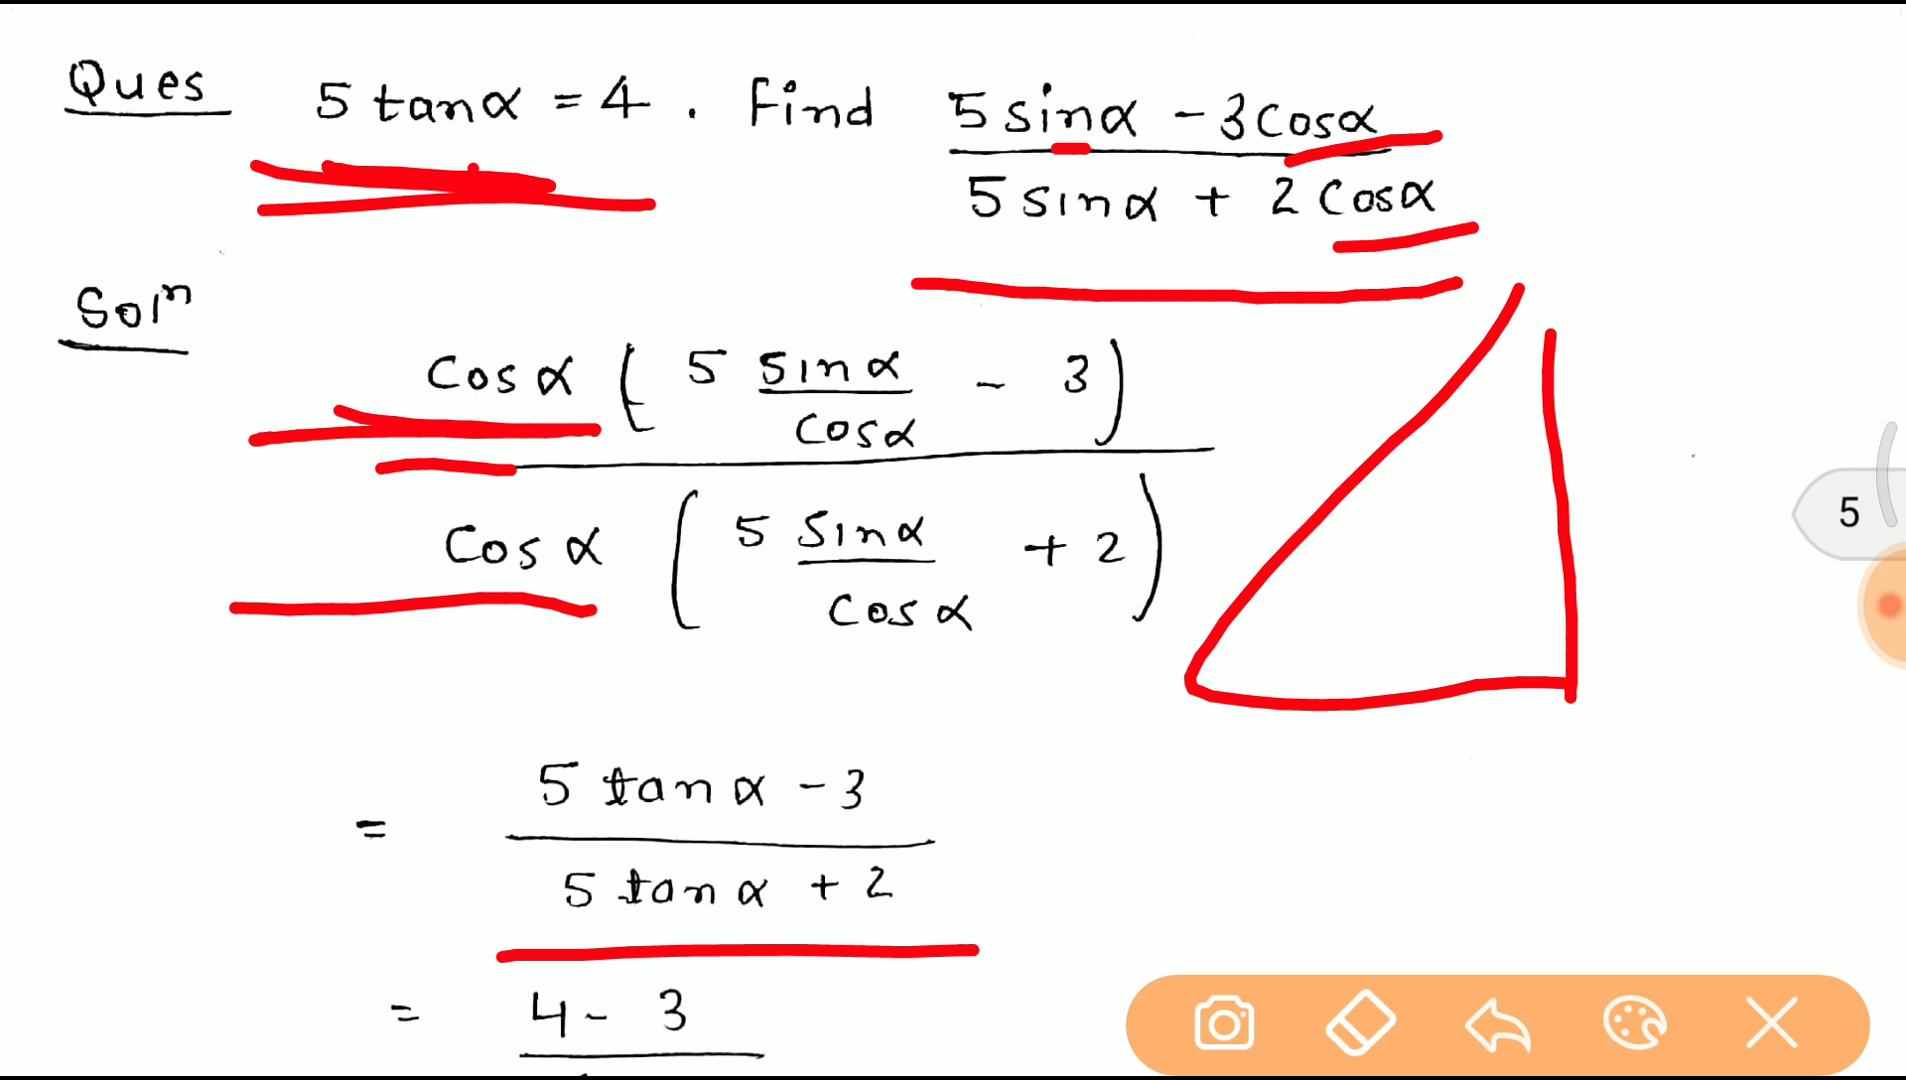 Ques 5 tanα = 4 . Find 5 sinα - 3 cosα
5 sinα + 2 cosα
Solⁿ
cosα ( 5 sinα - 3 )
cosα
cosα ( 5 sinα + 2 )
cosα
= 5 tanα - 3
5 tanα + 2
= 4 - 3
5